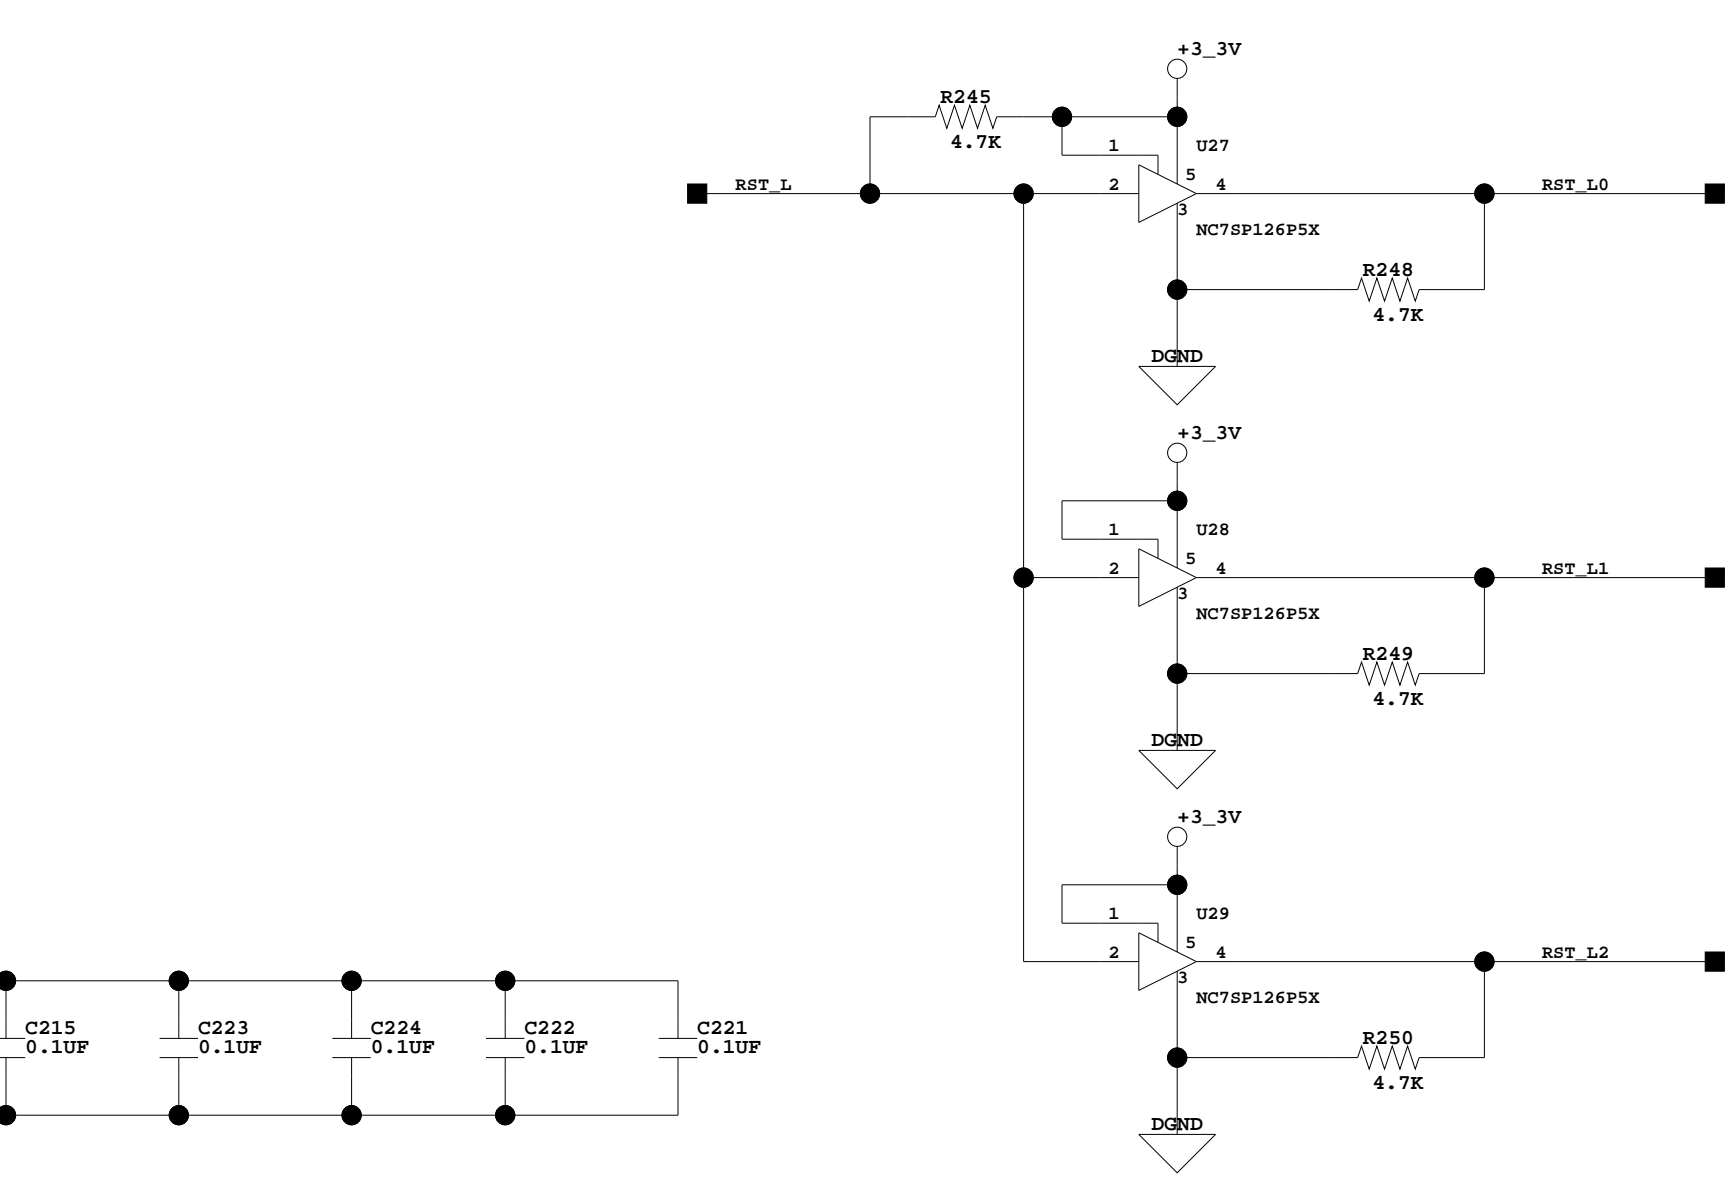 +3_3V
R245
4.7K
1
U27
5
RST_L
2
4
RST_L0
3
NC7SP126P5X
R248
4.7K
DGND
+3_3V
1
U28
5
2
4
RST_L1
3
NC7SP126P5X
R249
4.7K
DGND
+3_3V
1
U29
5
2
4
RST_L2
3
NC7SP126P5X
C215
0.1UF
C223
0.1UF
C224
0.1UF
C222
0.1UF
C221
0.1UF
R250
4.7K
DGND